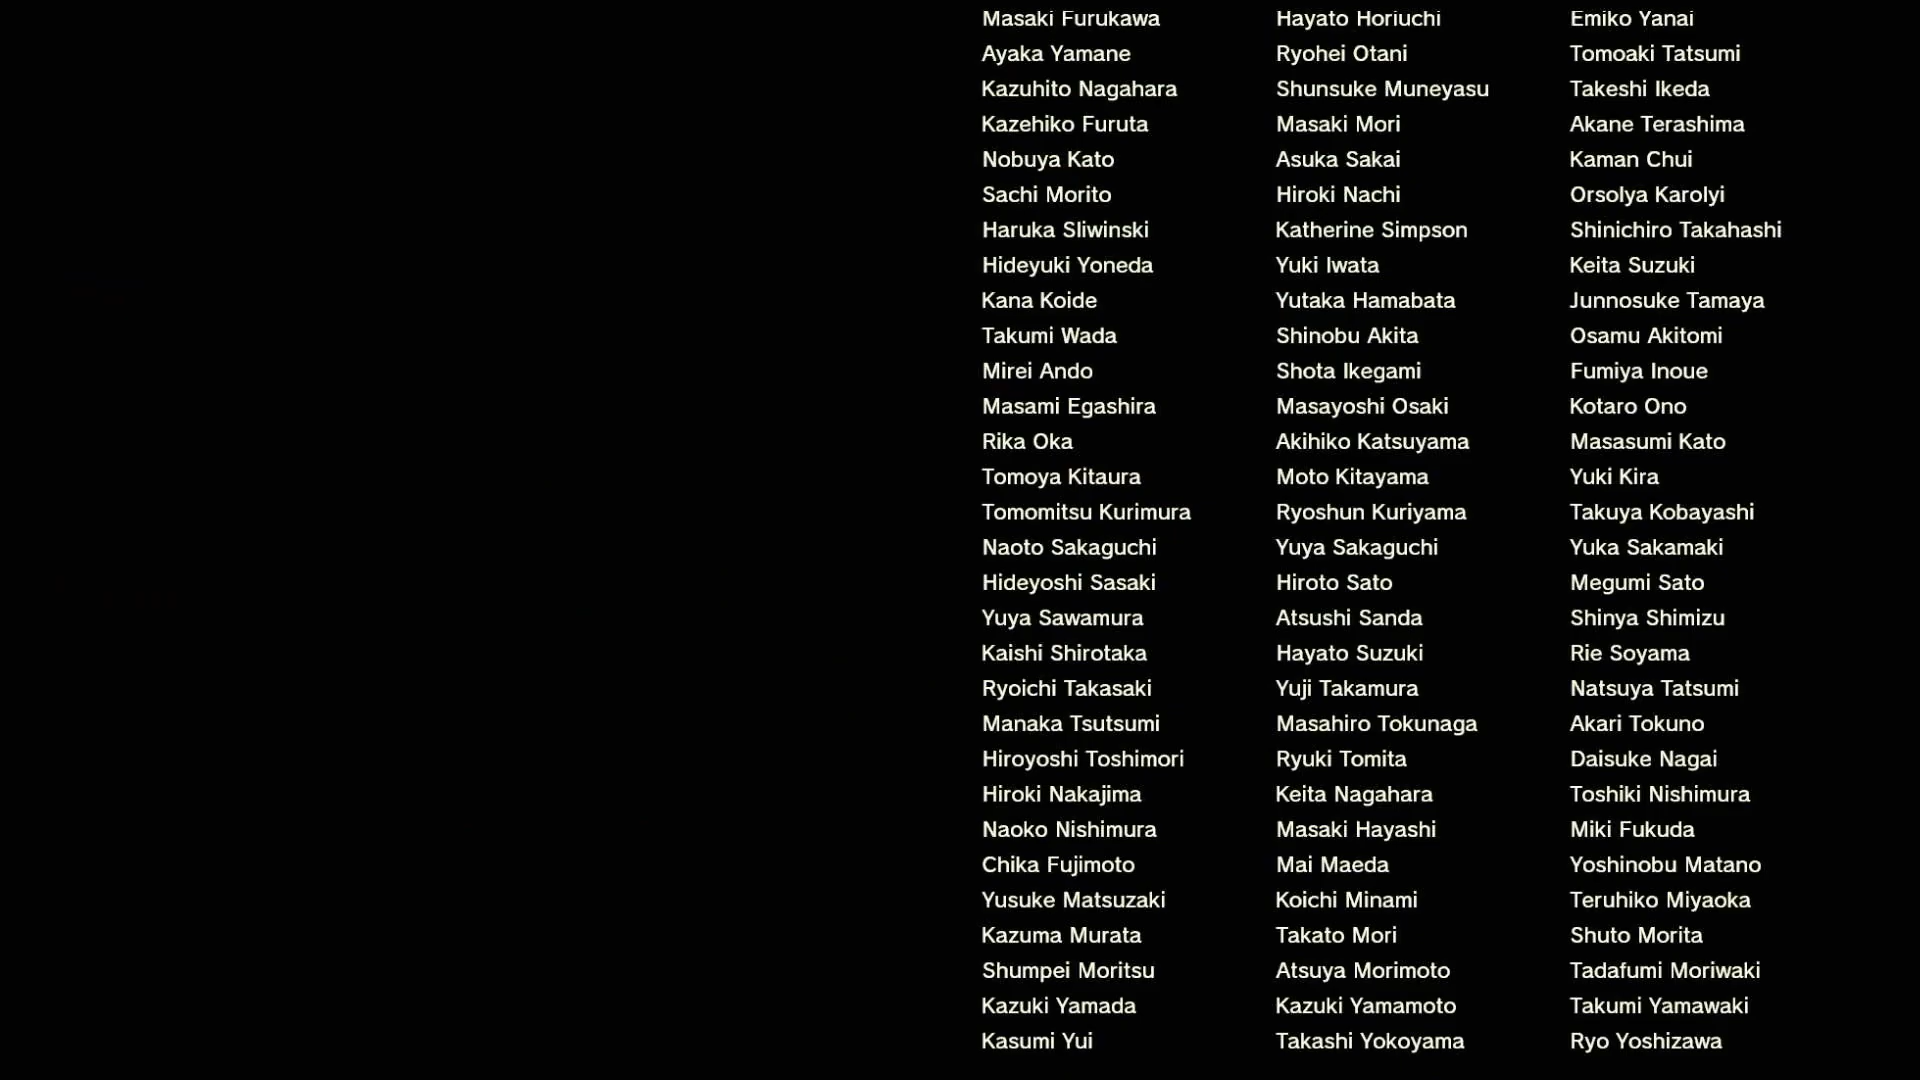 Masaki Furukawa Hayato Horiuchi Emiko Yanai
Ayaka Yamane Ryohei Otani Tomoaki Tatsumi
Kazuhito Nagahara Shunsuke Muneyasu Takeshi Ikeda
Kazehiko Furuta Masaki Mori Akane Terashima
Nobuya Kato Asuka Sakai Kaman Chui
Sachi Morito Hiroki Nachi Orsolya Karolyi
Haruka Sliwinski Katherine Simpson Shinichiro Takahashi
Hideyuki Yoneda Yuki Iwata Keita Suzuki
Kana Koide Yutaka Hamabata Junnosuke Tamaya
Takumi Wada Shinobu Akita Osamu Akitomi
Mirei Ando Shota Ikegami Fumiya Inoue
Masami Egashira Masayoshi Osaki Kotaro Ono
Rika Oka Akihiko Katsuyama Masasumi Kato
Tomoya Kitaura Moto Kitayama Yuki Kira
Tomomitsu Kurimura Ryoshun Kuriyama Takuya Kobayashi
Naoto Sakaguchi Yuya Sakaguchi Yuka Sakamaki
Hideyoshi Sasaki Hiroto Sato Megumi Sato
Yuya Sawamura Atsushi Sanda Shinya Shimizu
Kaishi Shirotaka Hayato Suzuki Rie Soyama
Ryoichi Takasaki Yuji Takamura Natsuya Tatsumi
Manaka Tsutsumi Masahiro Tokunaga Akari Tokuno
Hiroyoshi Toshimori Ryuki Tomita Daisuke Nagai
Hiroki Nakajima Keita Nagahara Toshiki Nishimura
Naoko Nishimura Masaki Hayashi Miki Fukuda
Chika Fujimoto Mai Maeda Yoshinobu Matano
Yusuke Matsuzaki Koichi Minami Teruhiko Miyaoka
Kazuma Murata Takato Mori Shuto Morita
Shumpei Moritsu Atsuya Morimoto Tadafumi Moriwaki
Kazuki Yamada Kazuki Yamamoto Takumi Yamawaki
Kasumi Yui Takashi Yokoyama Ryo Yoshizawa